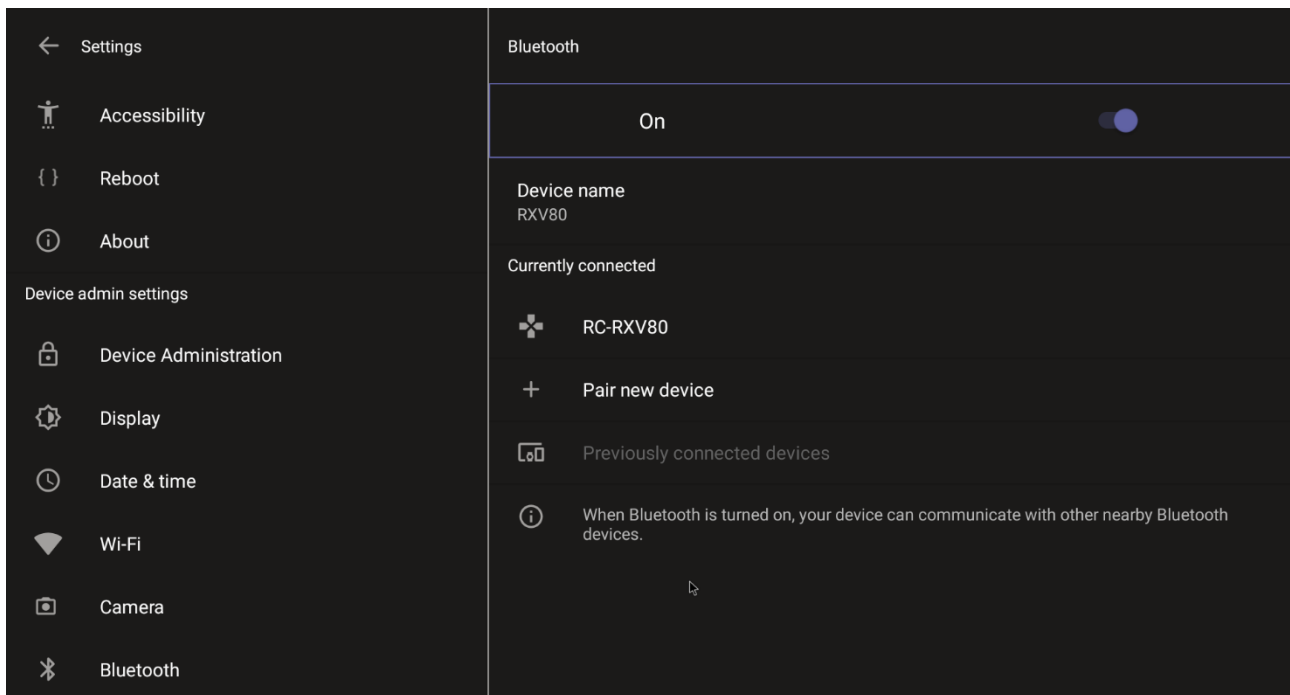 Settings
Accessibility
{ } Reboot
About
Device admin settings
Device Administration
Display
Date & time
Wi-Fi
Camera
Bluetooth
Bluetooth
On
Device name
RXV80
Currently connected
RC-RXV80
Pair new device
Previously connected devices
When Bluetooth is turned on, your device can communicate with other nearby Bluetooth
devices.